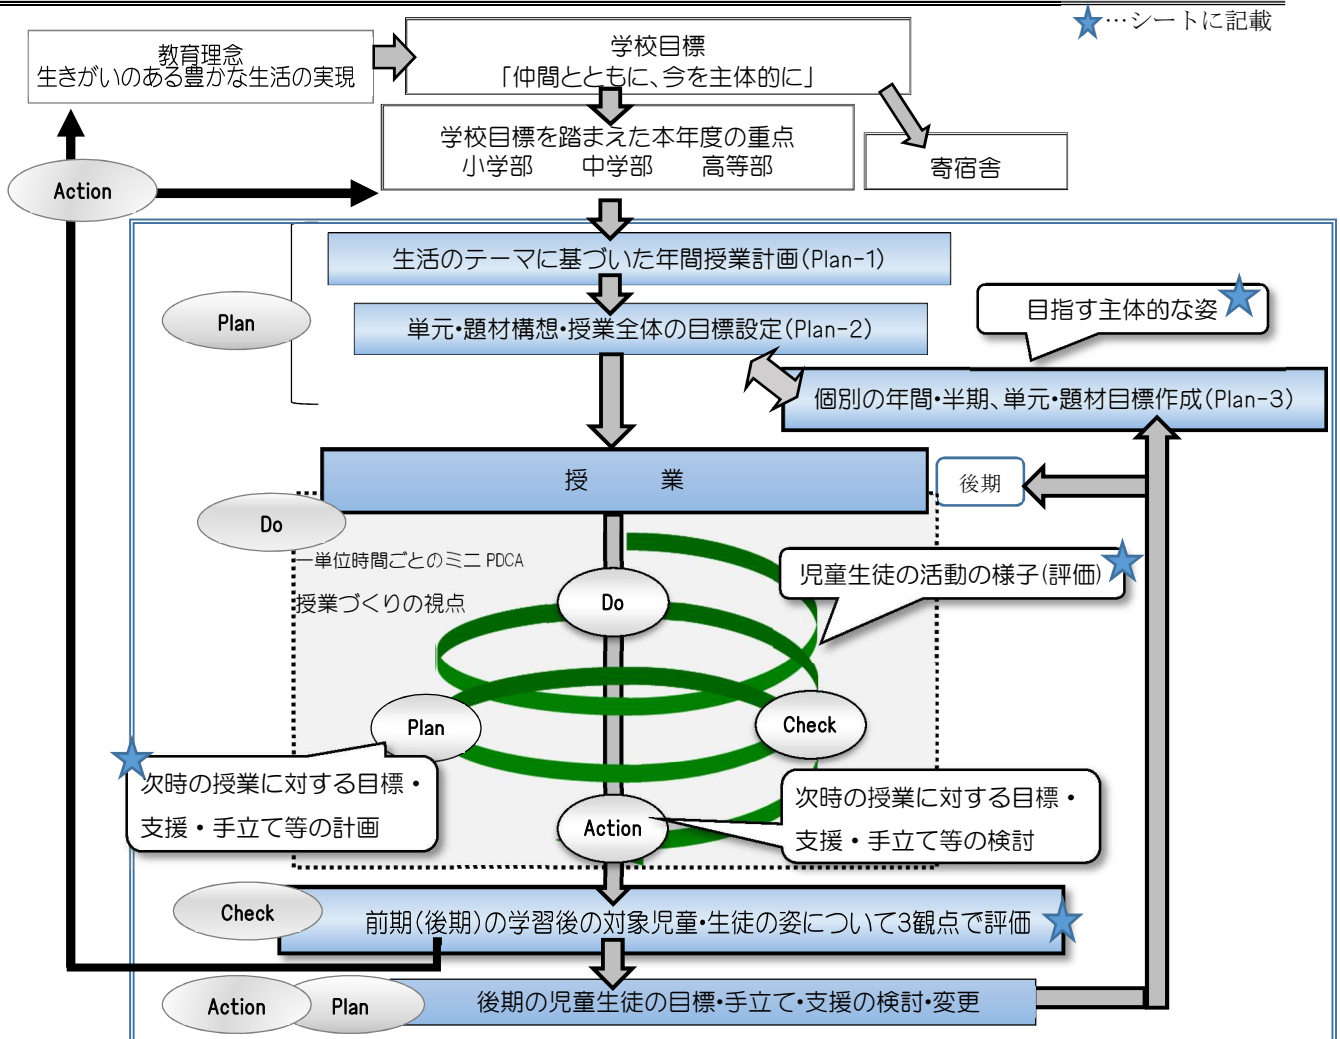 ★…シートに記載
教育理念
生きがいのある豊かな生活の実現
学校目標
「仲間とともに、今を主体的に」
学校目標を踏まえた本年度の重点
小学部 中学部 高等部
寄宿舎
Action
生活のテーマに基づいた年間授業計画(Plan-1)
Plan
単元・題材構想・授業全体の目標設定(Plan-2)
目指す主体的な姿
個別の年間・半期、単元・題材目標作成(Plan-3)
授 業
後期
Do
一単位時間ごとのミニ PDCA
授業づくりの視点
児童生徒の活動の様子(評価)
Do
Plan
Check
次時の授業に対する目標・
支援・手立て等の計画
Action
次時の授業に対する目標・
支援・手立て等の検討
Check
前期(後期)の学習後の対象児童・生徒の姿について3観点で評価
Action
Plan
後期の児童生徒の目標・手立て・支援の検討・変更